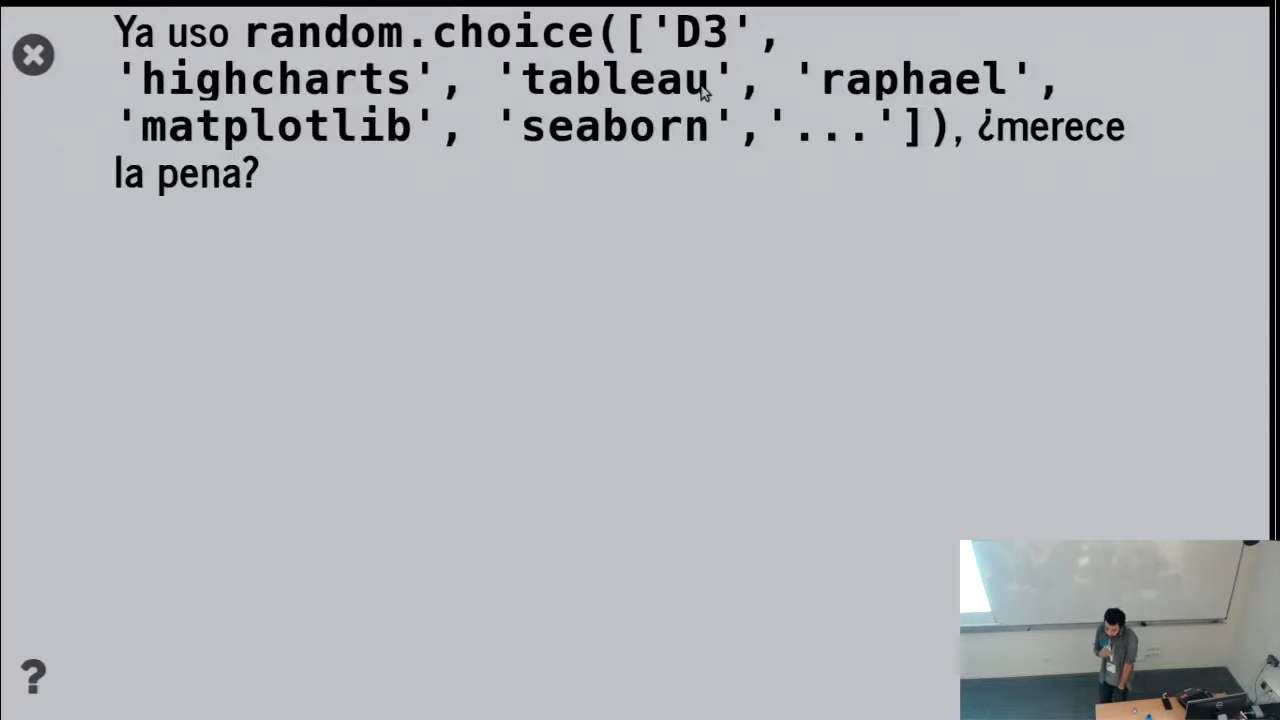 Ya uso random.choice(['D3',
'highcharts', 'tableau', 'raphael',
'matplotlib', 'seaborn','...']), ¿merece
la pena?
?